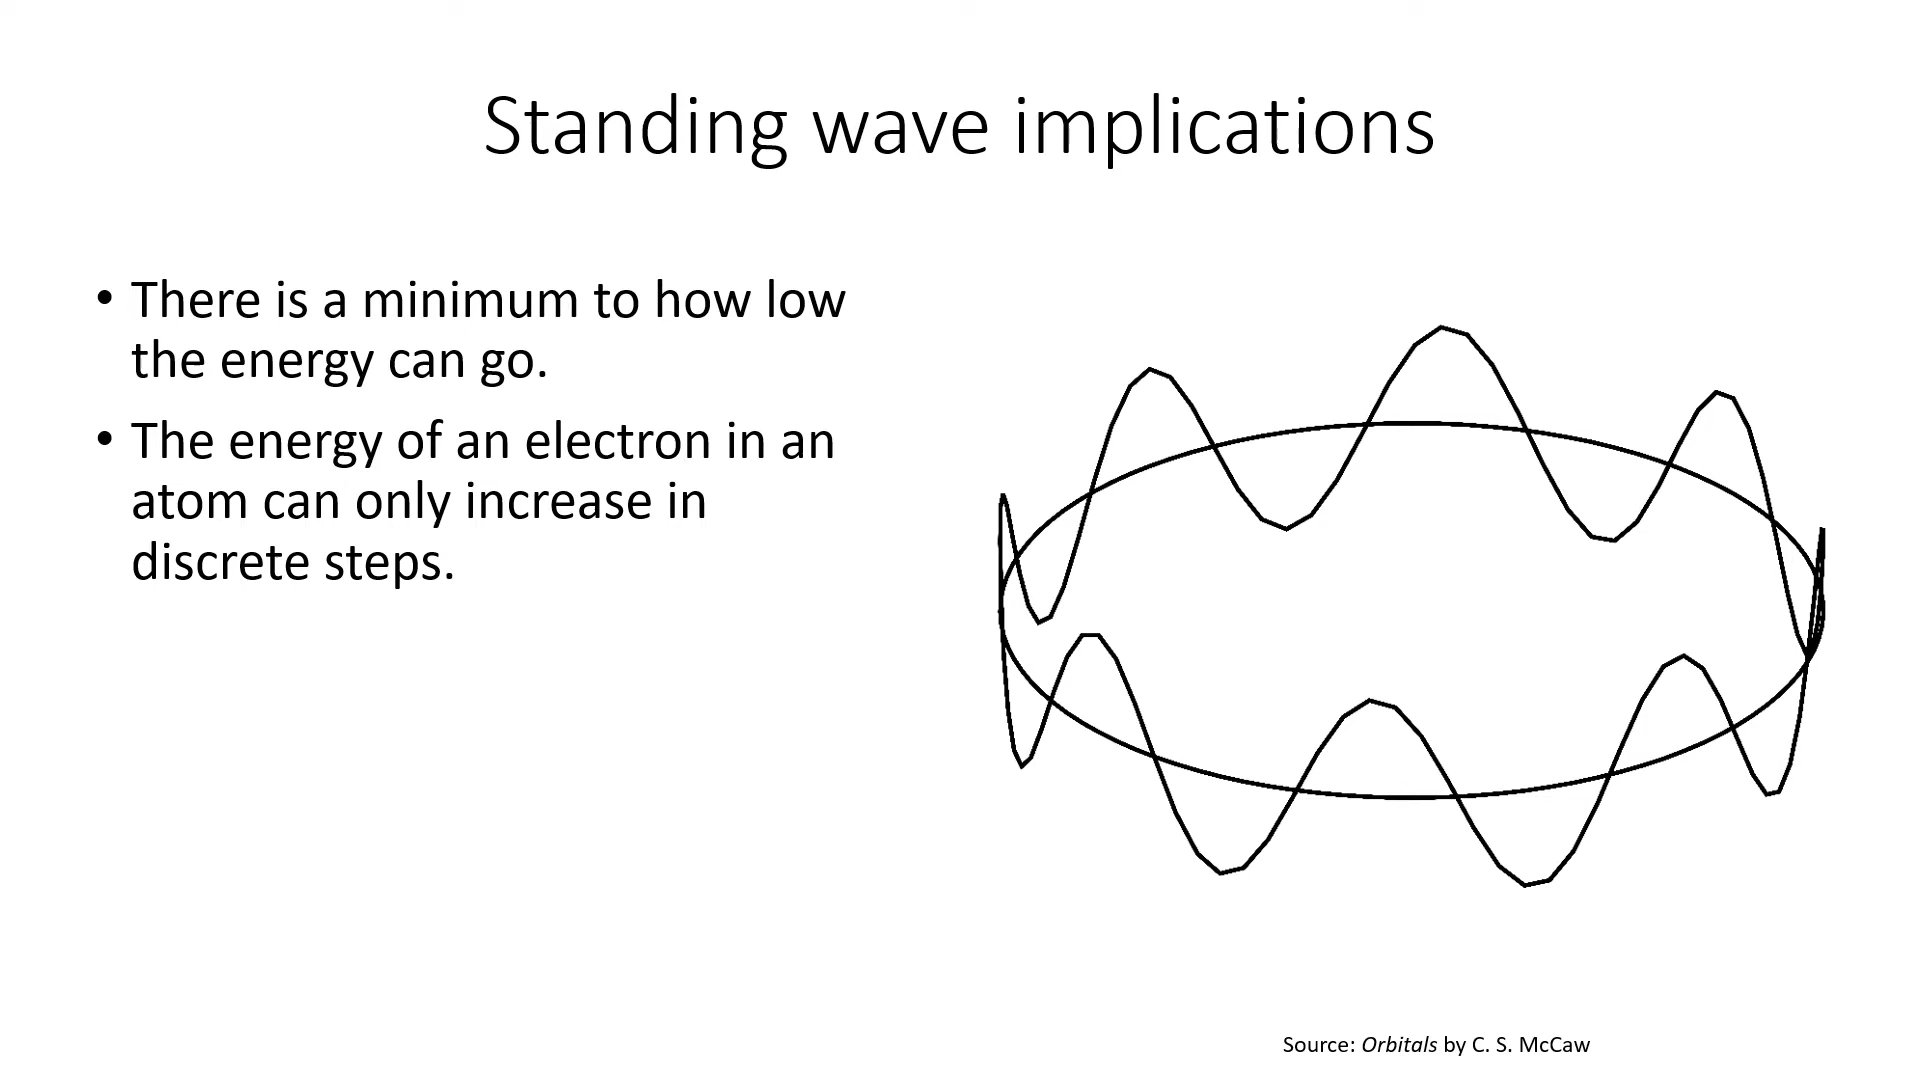 Standing wave implications
• There is a minimum to how low
the energy can go.
• The energy of an electron in an
atom can only increase in
discrete steps.
Source: Orbitals by C. S. McCaw